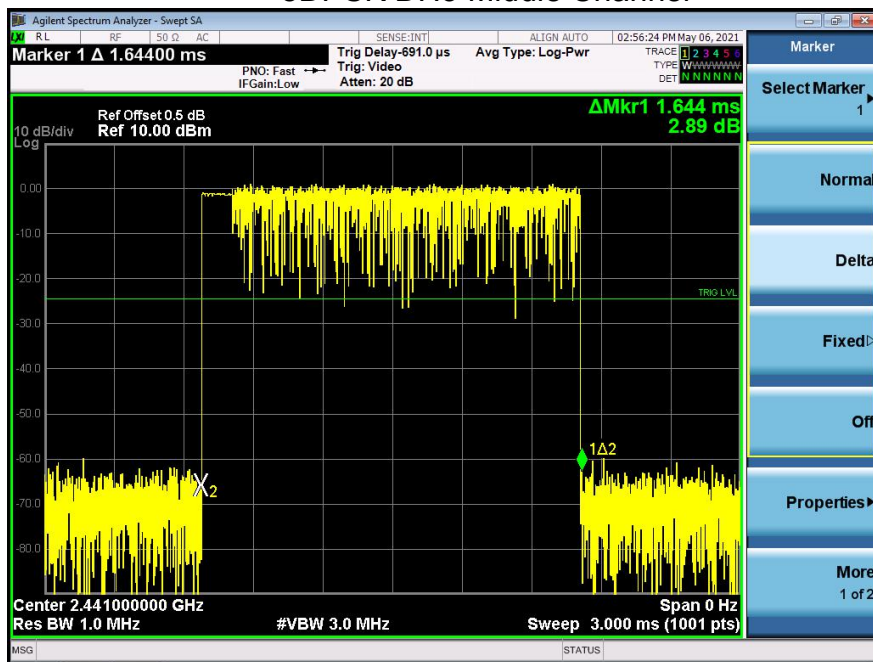 Agilent Spectrum Analyzer - Swept SA
LXI RL RF 50 Ω AC SENSE:INT ALIGN AUTO 02:56:24 PM May 06, 2021
Marker 1 Δ 1.64400 ms
PNO: Fast
IFGain:Low
Trig Delay-691.0 µs
Trig: Video
Atten: 20 dB
Avg Type: Log-Pwr
TRACE 1 2 3 4 5 6
TYPE WWWWWW
DET N N N N N N
Marker
Select Marker
1
Normal
Delta
Fixed
Off
Properties
More
1 of 2
ΔMkr1 1.644 ms
2.89 dB
Ref Offset 0.5 dB
10 dB/div Ref 10.00 dBm
Log
0.00
-10.0
-20.0
TRIG LVL
-30.0
-40.0
-50.0
1Δ2
-60.0
2
-70.0
-80.0
Center 2.441000000 GHz Span 0 Hz
Res BW 1.0 MHz #VBW 3.0 MHz Sweep 3.000 ms (1001 pts)
MSG STATUS